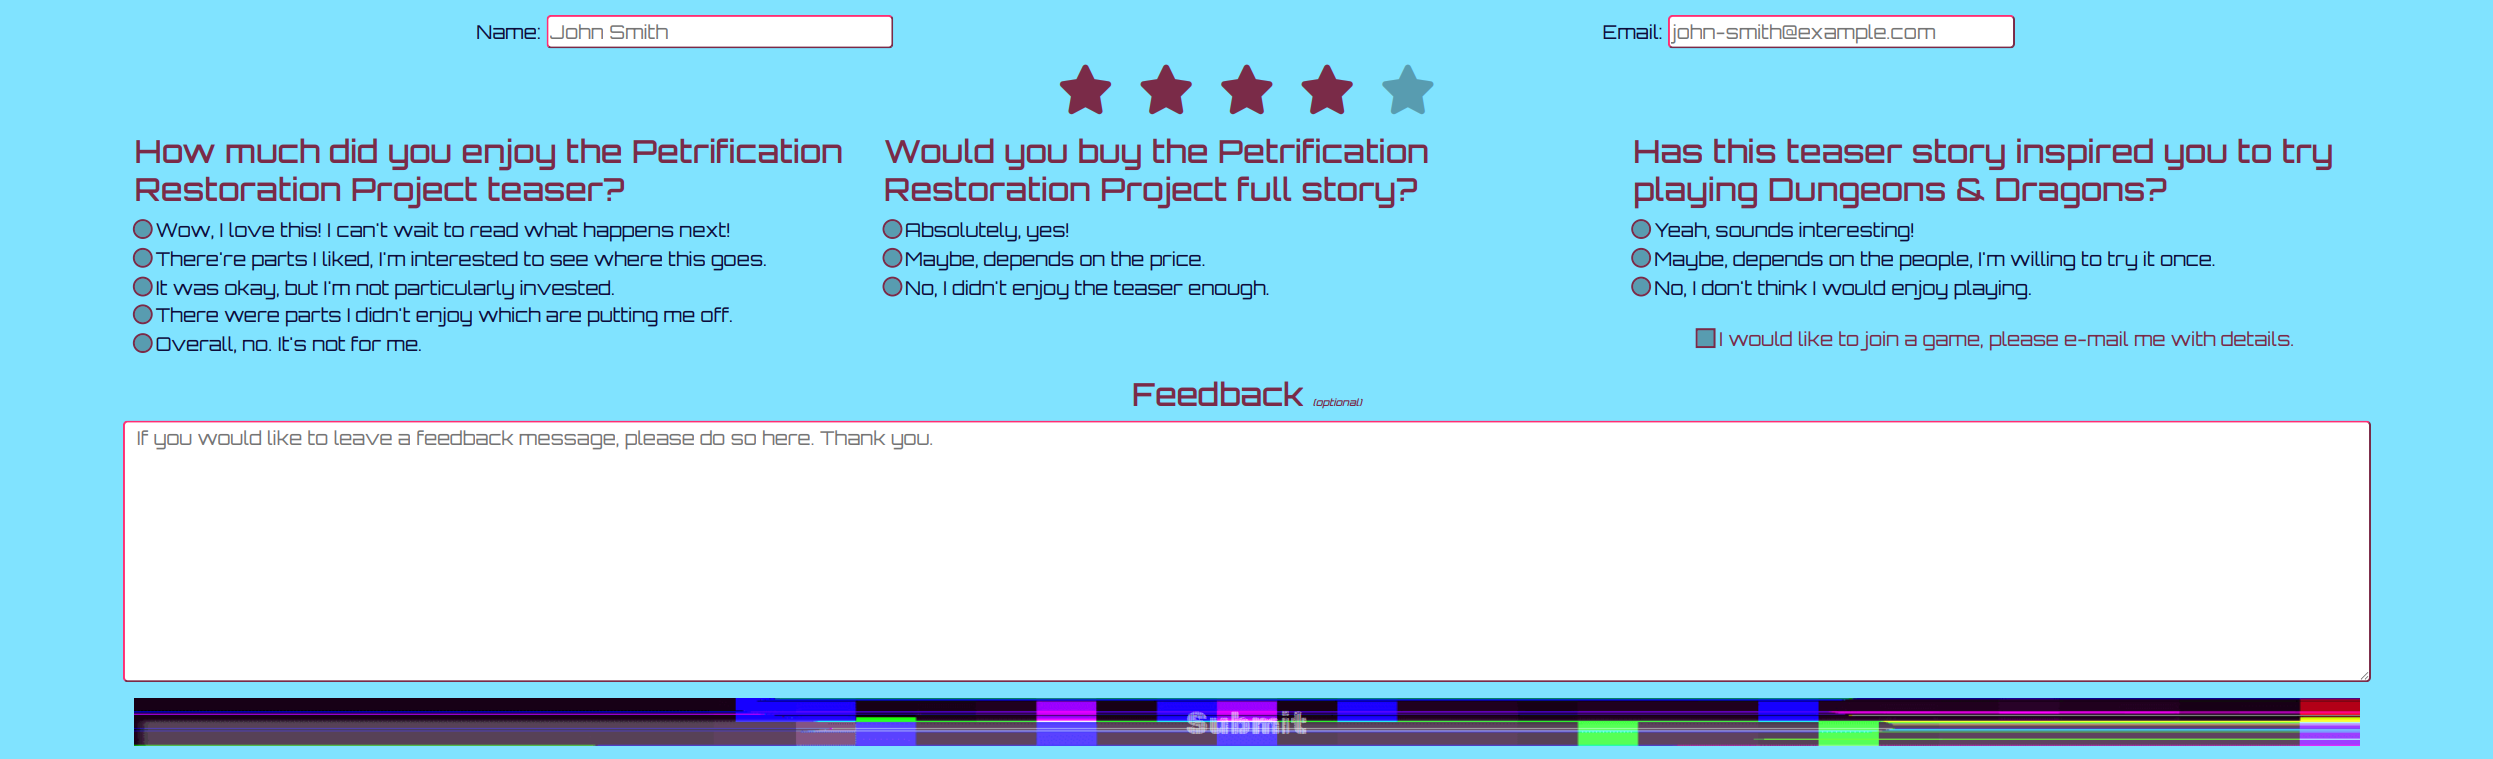 Name: John Smith
Email: john-smith@example.com
How much did you enjoy the Petrification
Restoration Project teaser?
Wow, I love this! I can't wait to read what happens next!
There're parts I liked, I'm interested to see where this goes.
It was okay, but I'm not particularly invested.
There were parts I didn't enjoy which are putting me off.
Overall, no. It's not for me.
Would you buy the Petrification
Restoration Project full story?
Absolutely, yes!
Maybe, depends on the price.
No, I didn't enjoy the teaser enough.
Has this teaser story inspired you to try
playing Dungeons & Dragons?
Yeah, sounds interesting!
Maybe, depends on the people, I'm willing to try it once.
No, I don't think I would enjoy playing.
I would like to join a game, please e-mail me with details.
Feedback (optional)
If you would like to leave a feedback message, please do so here. Thank you.
Submit